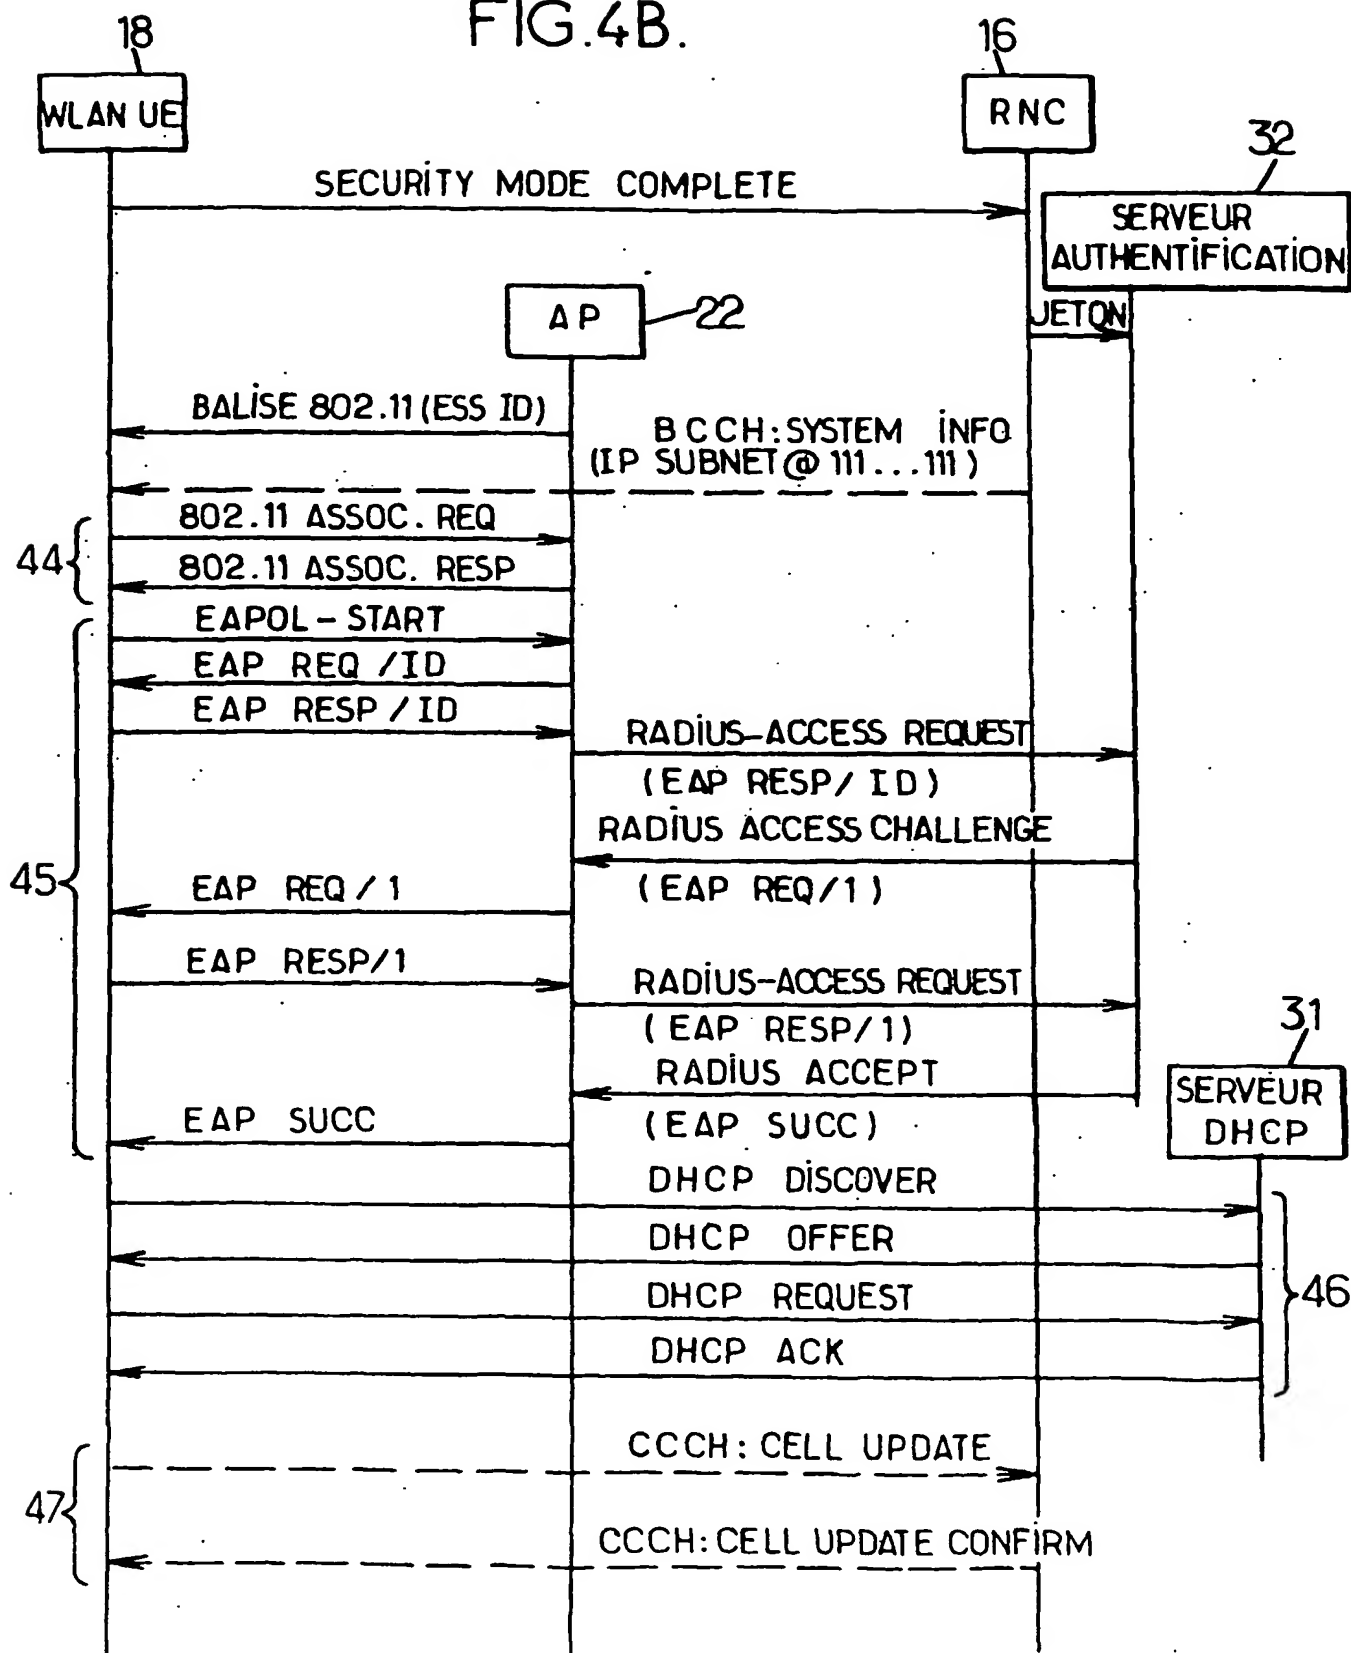 FIG.4B.
18
16
WLAN UE
RNC
32
SECURITY MODE COMPLETE
SERVEUR
AUTHENTIFICATION
AP
22
JETON
BALISE 802.11 (ESS ID)
BCCH: SYSTEM INFO
(IP SUBNET@ 111...111)
802.11 ASSOC. REQ
44
802.11 ASSOC. RESP
EAPOL-START
EAP REQ /ID
EAP RESP / ID
RADIUS-ACCESS REQUEST
(EAP RESP/ ID)
RADIUS ACCESS CHALLENGE
45
EAP REQ / 1
(EAP REQ/1)
EAP RESP/1
RADIUS-ACCESS REQUEST
(EAP RESP/1)
31
RADIUS ACCEPT
SERVEUR
DHCP
EAP SUCC
(EAP SUCC)
DHCP DISCOVER
DHCP OFFER
46
DHCP REQUEST
DHCP ACK
CCCH: CELL UPDATE
47
CCCH: CELL UPDATE CONFIRM